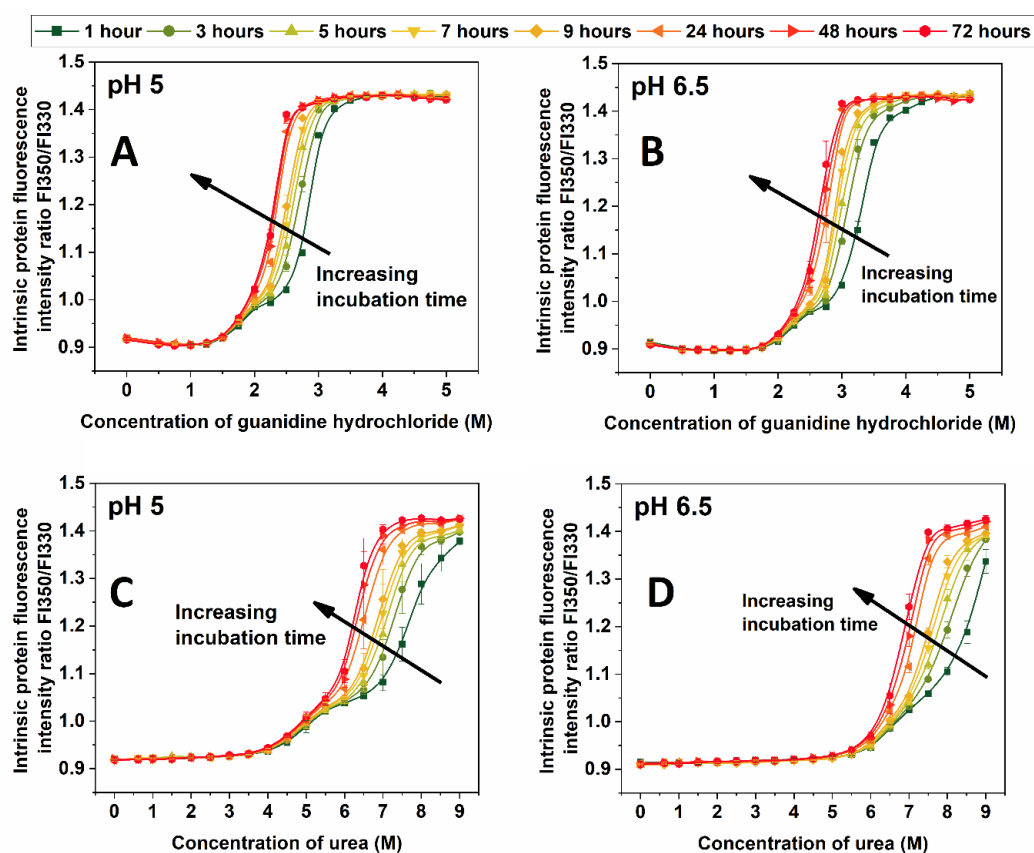 1 hour 3 hours 5 hours 7 hours 9 hours 24 hours 48 hours 72 hours
pH 5
A
Increasing
incubation time
Intrinsic protein fluorescence
intensity ratio FI350/FI330
1.5
1.4
1.3
1.2
1.1
1.0
0.9
0 1 2 3 4 5
Concentration of guanidine hydrochloride (M)
pH 6.5
B
Increasing
incubation time
Intrinsic protein fluorescence
intensity ratio FI350/FI330
1.5
1.4
1.3
1.2
1.1
1.0
0.9
0 1 2 3 4 5
Concentration of guanidine hydrochloride (M)
pH 5
C
Increasing
incubation time
Intrinsic protein fluorescence
intensity ratio FI350/FI330
1.5
1.4
1.3
1.2
1.1
1.0
0.9
0 1 2 3 4 5 6 7 8 9
Concentration of urea (M)
pH 6.5
D
Increasing
incubation time
Intrinsic protein fluorescence
intensity ratio FI350/FI330
1.5
1.4
1.3
1.2
1.1
1.0
0.9
0 1 2 3 4 5 6 7 8 9
Concentration of urea (M)